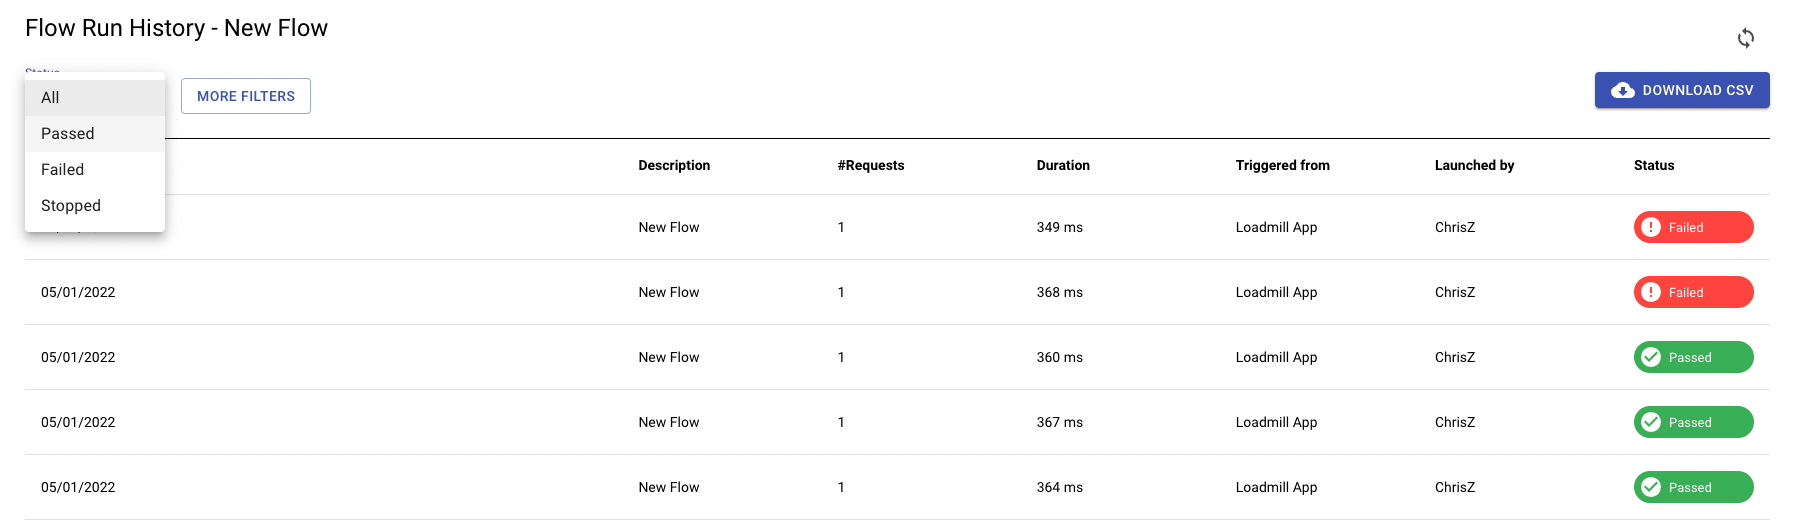 Flow Run History - New Flow
Status
All
MORE FILTERS
DOWNLOAD CSV
Passed
Failed
Stopped
Description #Requests Duration Triggered from Launched by Status
New Flow 1 349 ms Loadmill App ChrisZ Failed
05/01/2022 New Flow 1 368 ms Loadmill App ChrisZ Failed
05/01/2022 New Flow 1 360 ms Loadmill App ChrisZ Passed
05/01/2022 New Flow 1 367 ms Loadmill App ChrisZ Passed
05/01/2022 New Flow 1 364 ms Loadmill App ChrisZ Passed